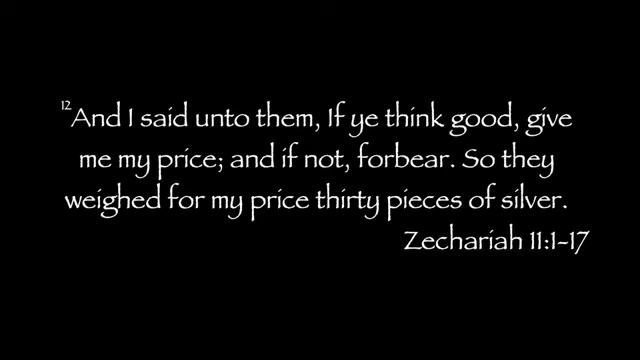 12And I said unto them, If ye think good, give
me my price; and if not, forbear. So they
weighed for my price thirty pieces of silver.
Zechariah 11:1-17